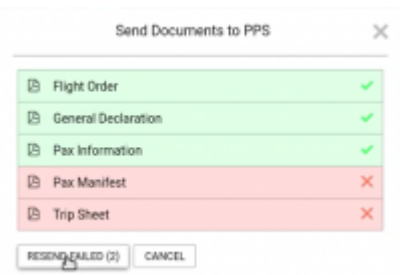 Send Documents to PPS
Flight Order
General Declaration
Pax Information
Pax Manifest
Trip Sheet
RESEND FAILED (2) CANCEL